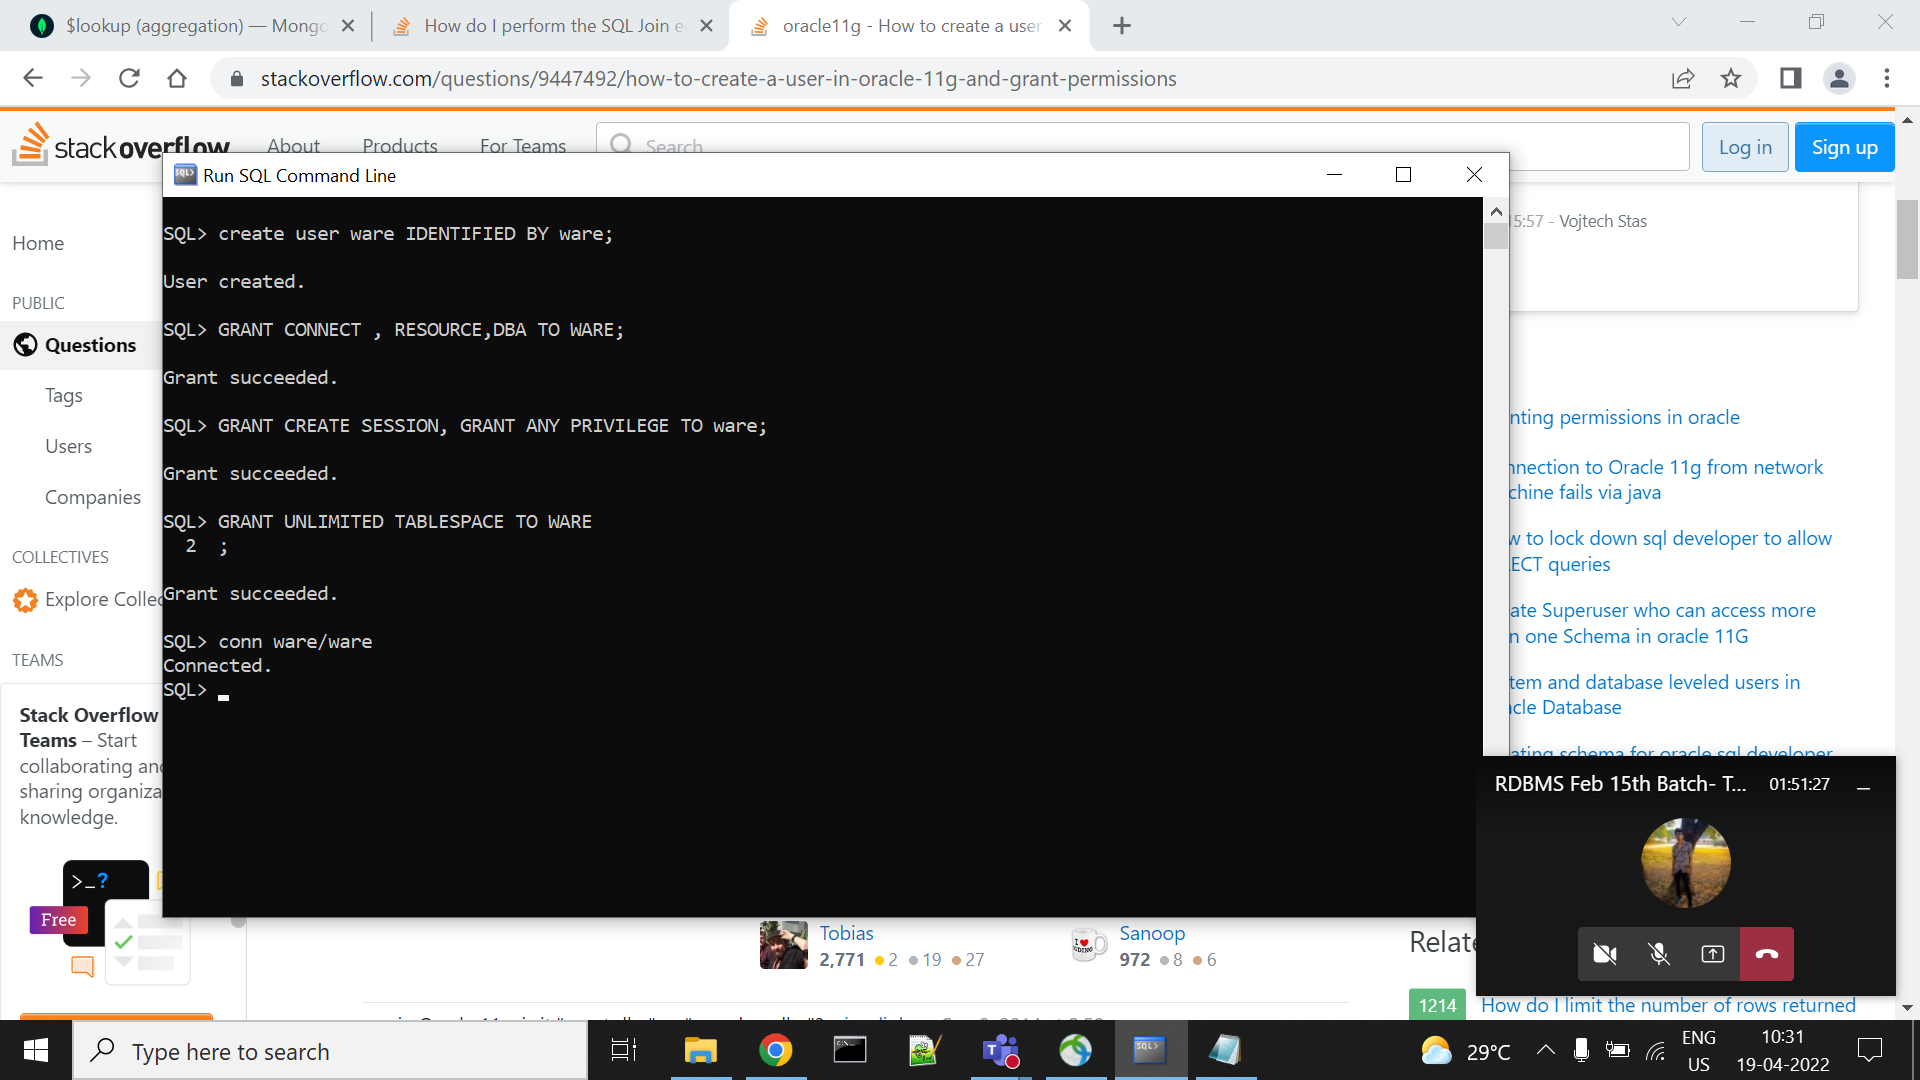 $lookup (aggregation) — Mongo
How do I perform the SQL Join e
oracle11g - How to create a user
stackoverflow.com/questions/9447492/how-to-create-a-user-in-oracle-11g-and-grant-permissions
stackoverflow
About
Products
For Teams
Search...
Log in
Sign up
Run SQL Command Line
SQL> create user ware IDENTIFIED BY ware;
User created.
SQL> GRANT CONNECT , RESOURCE,DBA TO WARE;
Grant succeeded.
SQL> GRANT CREATE SESSION, GRANT ANY PRIVILEGE TO ware;
Grant succeeded.
SQL> GRANT UNLIMITED TABLESPACE TO WARE
2 ;
Grant succeeded.
SQL> conn ware/ware
Connected.
SQL>
Home
PUBLIC
Questions
Tags
Users
Companies
COLLECTIVES
Explore Collec
TEAMS
Stack Overflow
Teams – Start
collaborating and
sharing organiza
knowledge.
>_?
Free
5:57 - Vojtech Stas
nting permissions in oracle
nnection to Oracle 11g from network
chine fails via java
w to lock down sql developer to allow
ECT queries
ate Superuser who can access more
n one Schema in oracle 11G
tem and database leveled users in
cle Database
ating schema for oracle sql developer
RDBMS Feb 15th Batch- T...
01:51:27
Tobias
2,771 2 19 27
Sanoop
972 8 6
Relate
1214
How do I limit the number of rows returned
Type here to search
SQL>
29°C
ENG
US
10:31
19-04-2022